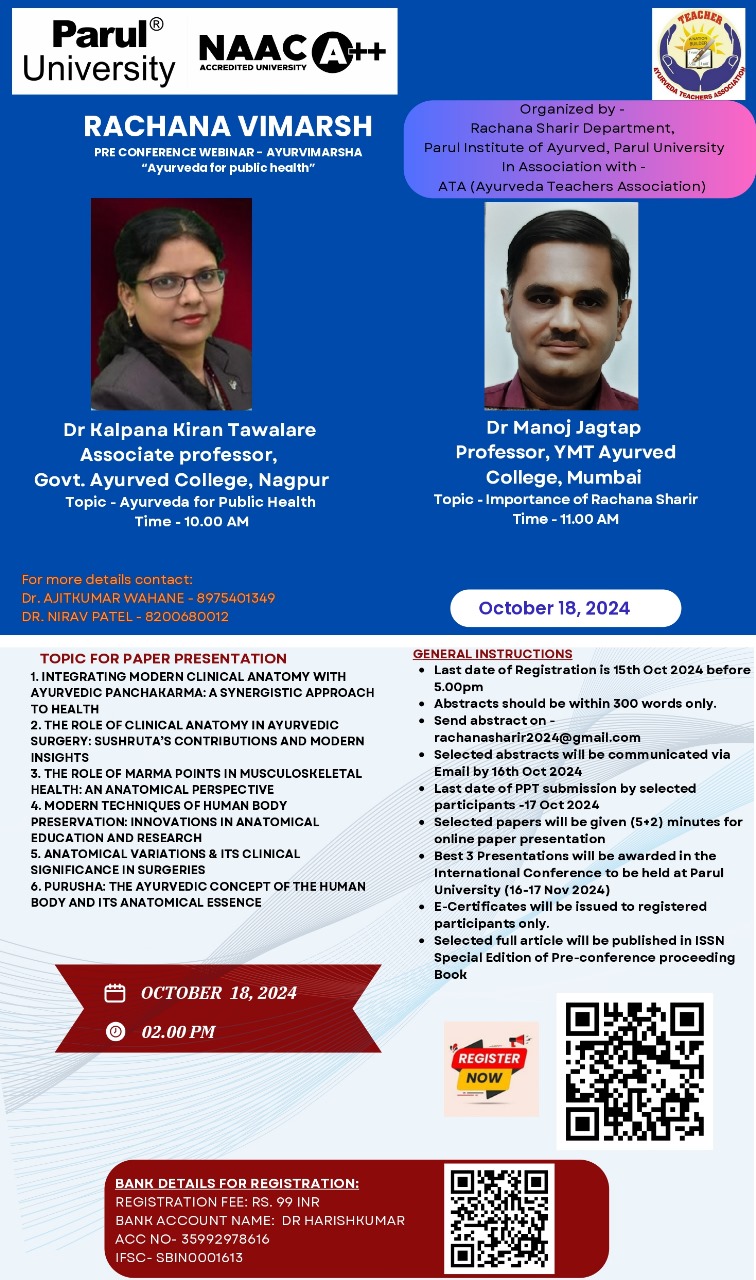 Parul®
University
NAAC A++
ACCREDITED UNIVERSITY
TEACHER
AYURVEDA TEACHERS ASSOCIATION
RACHANA VIMARSH
PRE CONFERENCE WEBINAR - AYURVIMARSHA
“Ayurveda for public health”
Organized by -
Rachana Sharir Department,
Parul Institute of Ayurved, Parul University
In Association with -
ATA (Ayurveda Teachers Association)
Dr Kalpana Kiran Tawalare
Associate professor,
Govt. Ayurved College, Nagpur
Topic - Ayurveda for Public Health
Time - 10.00 AM
Dr Manoj Jagtap
Professor, YMT Ayurved
College, Mumbai
Topic - Importance of Rachana Sharir
Time - 11.00 AM
For more details contact:
Dr. AJITKUMAR WAHANE - 8975401349
DR. NIRAV PATEL - 8200680012
October 18, 2024
TOPIC FOR PAPER PRESENTATION
1. INTEGRATING MODERN CLINICAL ANATOMY WITH
AYURVEDIC PANCHAKARMA: A SYNERGISTIC APPROACH
TO HEALTH
2. THE ROLE OF CLINICAL ANATOMY IN AYURVEDIC
SURGERY: SUSHRUTA’S CONTRIBUTIONS AND MODERN
INSIGHTS
3. THE ROLE OF MARMA POINTS IN MUSCULOSKELETAL
HEALTH: AN ANATOMICAL PERSPECTIVE
4. MODERN TECHNIQUES OF HUMAN BODY
PRESERVATION: INNOVATIONS IN ANATOMICAL
EDUCATION AND RESEARCH
5. ANATOMICAL VARIATIONS & ITS CLINICAL
SIGNIFICANCE IN SURGERIES
6. PURUSHA: THE AYURVEDIC CONCEPT OF THE HUMAN
BODY AND ITS ANATOMICAL ESSENCE
OCTOBER 18, 2024
02.00 PM
GENERAL INSTRUCTIONS
• Last date of Registration is 15th Oct 2024 before
5.00pm
• Abstracts should be within 300 words only.
• Send abstract on -
rachanasharir2024@gmail.com
• Selected abstracts will be communicated via
Email by 16th Oct 2024
• Last date of PPT submission by selected
participants -17 Oct 2024
• Selected papers will be given (5+2) minutes for
online paper presentation
• Best 3 Presentations will be awarded in the
International Conference to be held at Parul
University (16-17 Nov 2024)
• E-Certificates will be issued to registered
participants only.
• Selected full article will be published in ISSN
Special Edition of Pre-conference proceeding
Book
REGISTER
NOW
BANK DETAILS FOR REGISTRATION:
REGISTRATION FEE: RS. 99 INR
BANK ACCOUNT NAME: DR HARISHKUMAR
ACC NO- 35992978616
IFSC- SBIN0001613